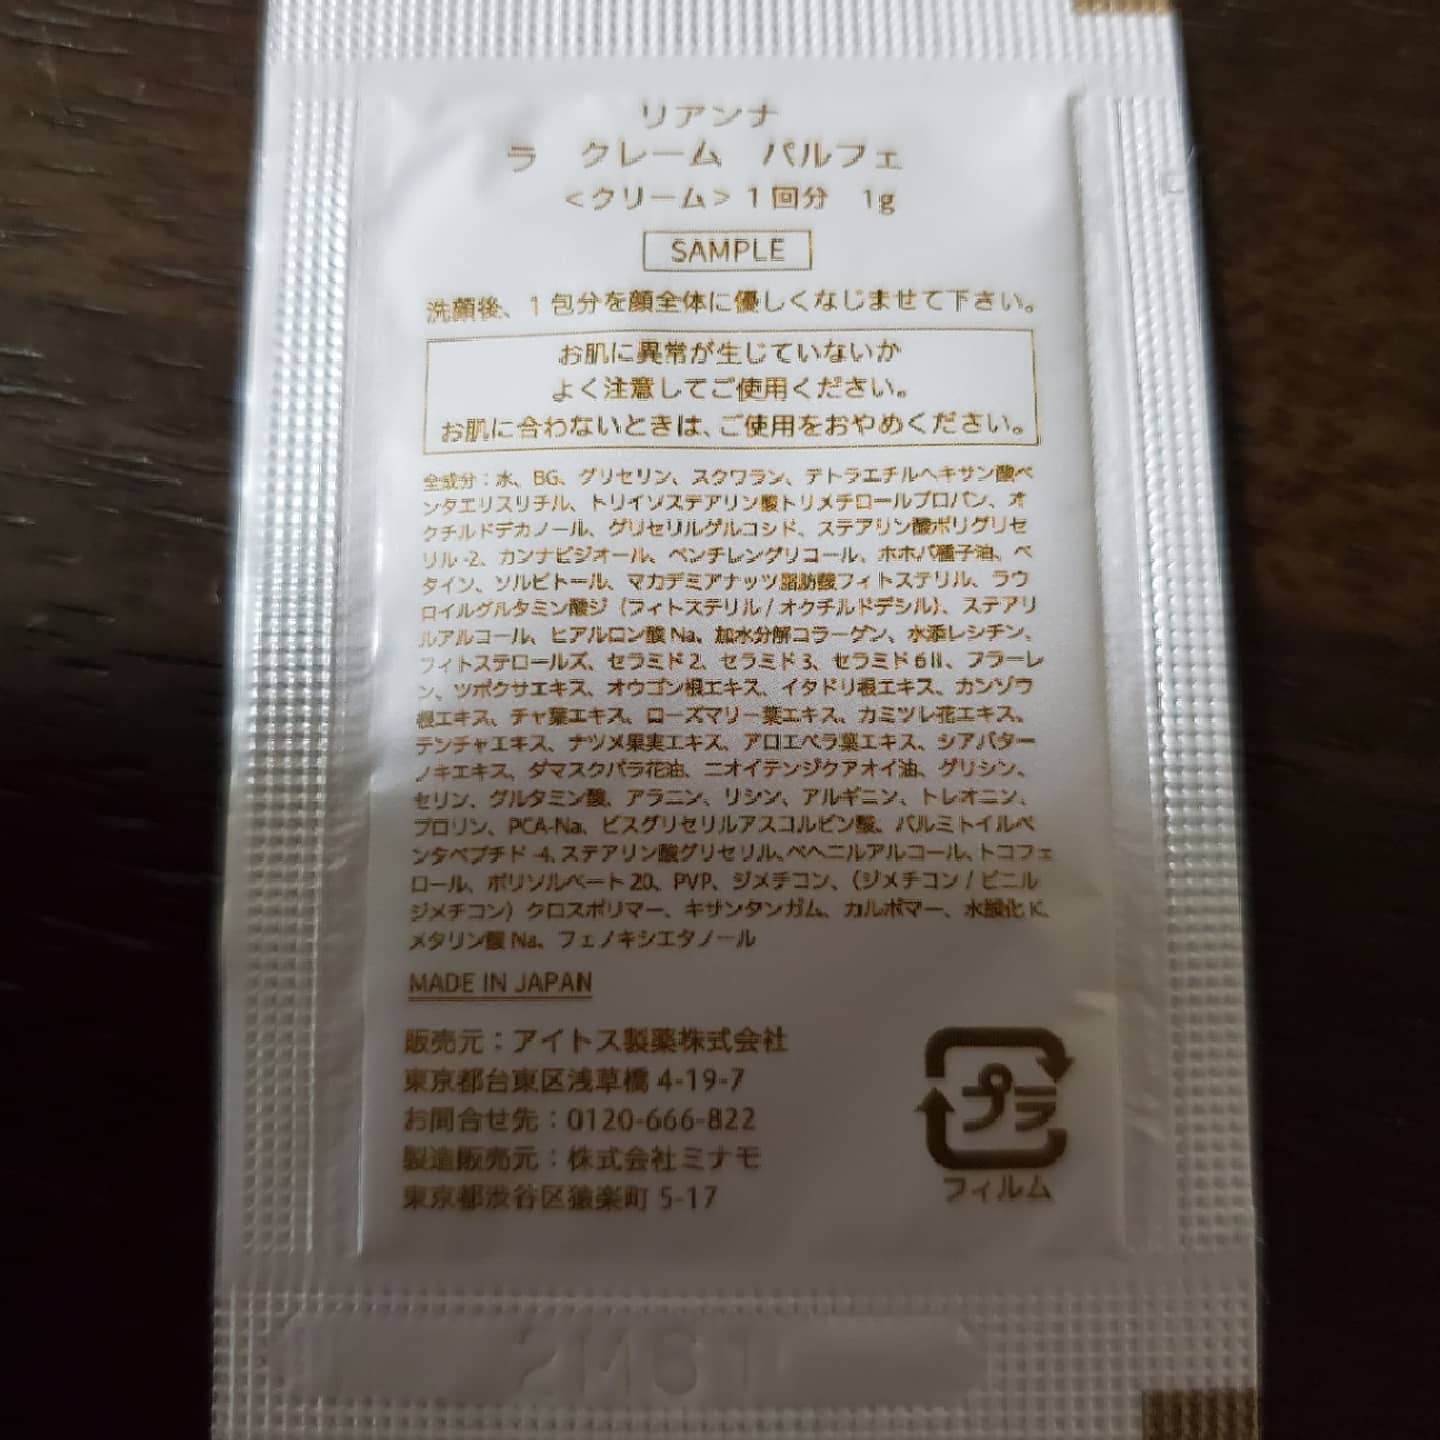 リアンナ
ラ クレーム パルフェ
＜クリーム＞1回分 1g
SAMPLE
洗顔後、1包分を顔全体に優しくなじませて下さい。
お肌に異常が生じていないか
よく注意してご使用ください。
お肌に合わないときは、ご使用をおやめください。
全成分：水、BG、グリセリン、スクワラン、テトラエチルヘキサン酸ペ
ンタエリスリチル、トリイソステアリン酸トリメチロールプロパン、オ
クチルドデカノール、グリセリルグルコシド、ステアリン酸ポリグリセ
リル-2、カンナビジオール、ペンチレングリコール、ホホバ種子油、ベ
タイン、ソルビトール、マカデミアナッツ脂肪酸フィトステリル、ラウ
ロイルグルタミン酸ジ（フィトステリル/オクチルドデシル）、ステアリ
ルアルコール、ヒアルロン酸Na、加水分解コラーゲン、水添レシチン、
フィトステロールズ、セラミド2、セラミド3、セラミド6Ⅱ、フラーレ
ン、ツボクサエキス、オウゴン根エキス、イタドリ根エキス、カンゾウ
根エキス、チャ葉エキス、ローズマリー葉エキス、カミツレ花エキス、
テンチャエキス、ナツメ果実エキス、アロエベラ葉エキス、シアバター
ノキエキス、ダマスクバラ花油、ニオイテンジクアオイ油、グリシン、
セリン、グルタミン酸、アラニン、リシン、アルギニン、トレオニン、
プロリン、PCA-Na、ビスグリセリルアスコルビン酸、パルミトイルペ
ンタペプチド-4、ステアリン酸グリセリル、ベヘニルアルコール、トコフェ
ロール、ポリソルベート20、PVP、ジメチコン、（ジメチコン/ビニル
ジメチコン）クロスポリマー、キサンタンガム、カルボマー、水酸化K、
メタリン酸Na、フェノキシエタノール
MADE IN JAPAN
販売元：アイトス製薬株式会社
東京都台東区浅草橋4-19-7
お問合せ先：0120-666-822
製造販売元：株式会社ミナモ
東京都渋谷区猿楽町5-17
プラ
フィルム